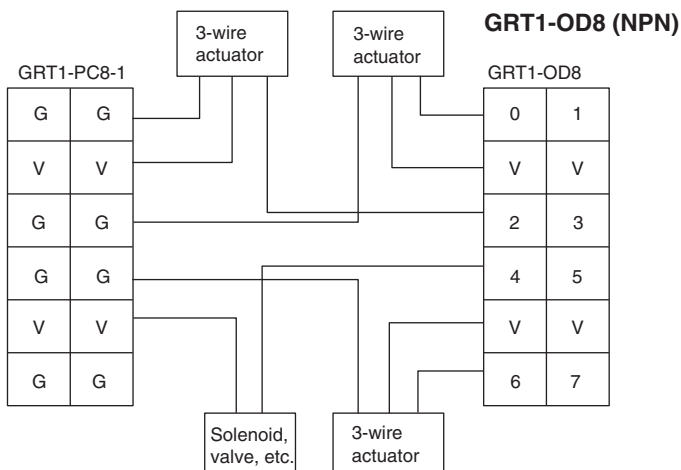 GRT1-OD8 (NPN)
3-wire
actuator
3-wire
actuator
GRT1-PC8-1
GRT1-OD8
G G
0 1
V V
V V
G G
2 3
G G
4 5
V V
V V
G G
6 7
Solenoid,
valve, etc.
3-wire
actuator